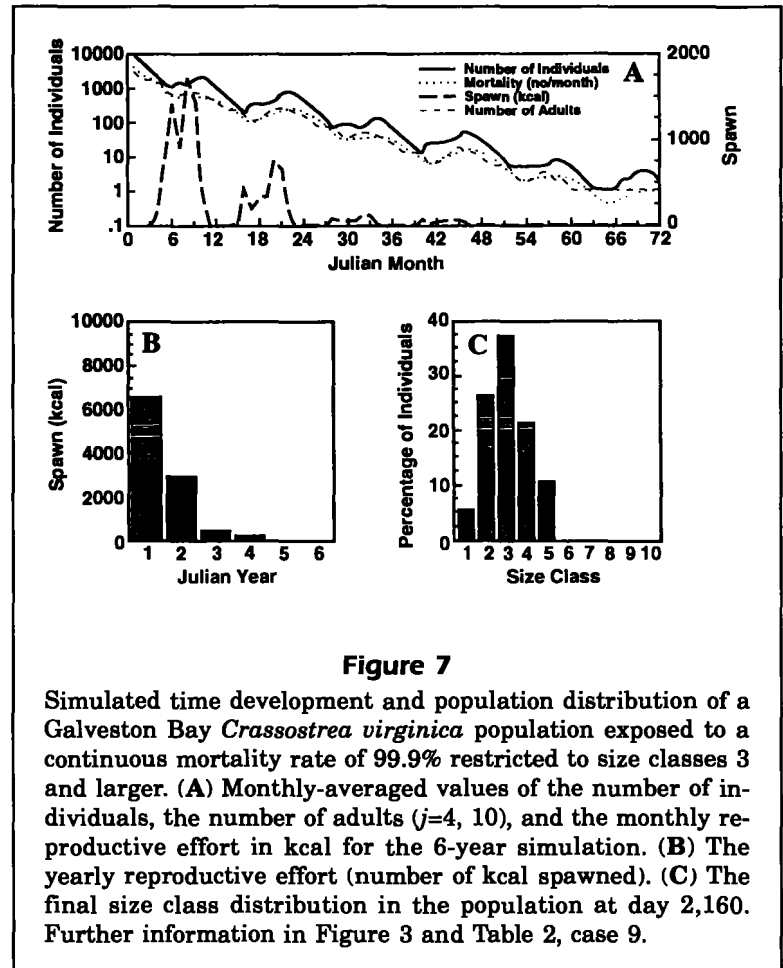 10000
1000
100
10
1
.1
Number of Individuals
Number of Individuals
Mortality (no/month)
Spawn (kcal)
Number of Adults
A
2000
1000
0
Spawn
0 6 12 18 24 30 36 42 48 54 60 66 72
Julian Month
10000
8000
6000
4000
2000
0
Spawn (kcal)
B
1 2 3 4 5 6
Julian Year
40
30
20
10
0
Percentage of Individuals
C
1 2 3 4 5 6 7 8 9 10
Size Class
Figure 7
Simulated time development and population distribution of a
Galveston Bay Crassostrea virginica population exposed to a
continuous mortality rate of 99.9% restricted to size classes 3
and larger. (A) Monthly-averaged values of the number of in-
dividuals, the number of adults (j=4, 10), and the monthly re-
productive effort in kcal for the 6-year simulation. (B) The
yearly reproductive effort (number of kcal spawned). (C) The
final size class distribution in the population at day 2,160.
Further information in Figure 3 and Table 2, case 9.